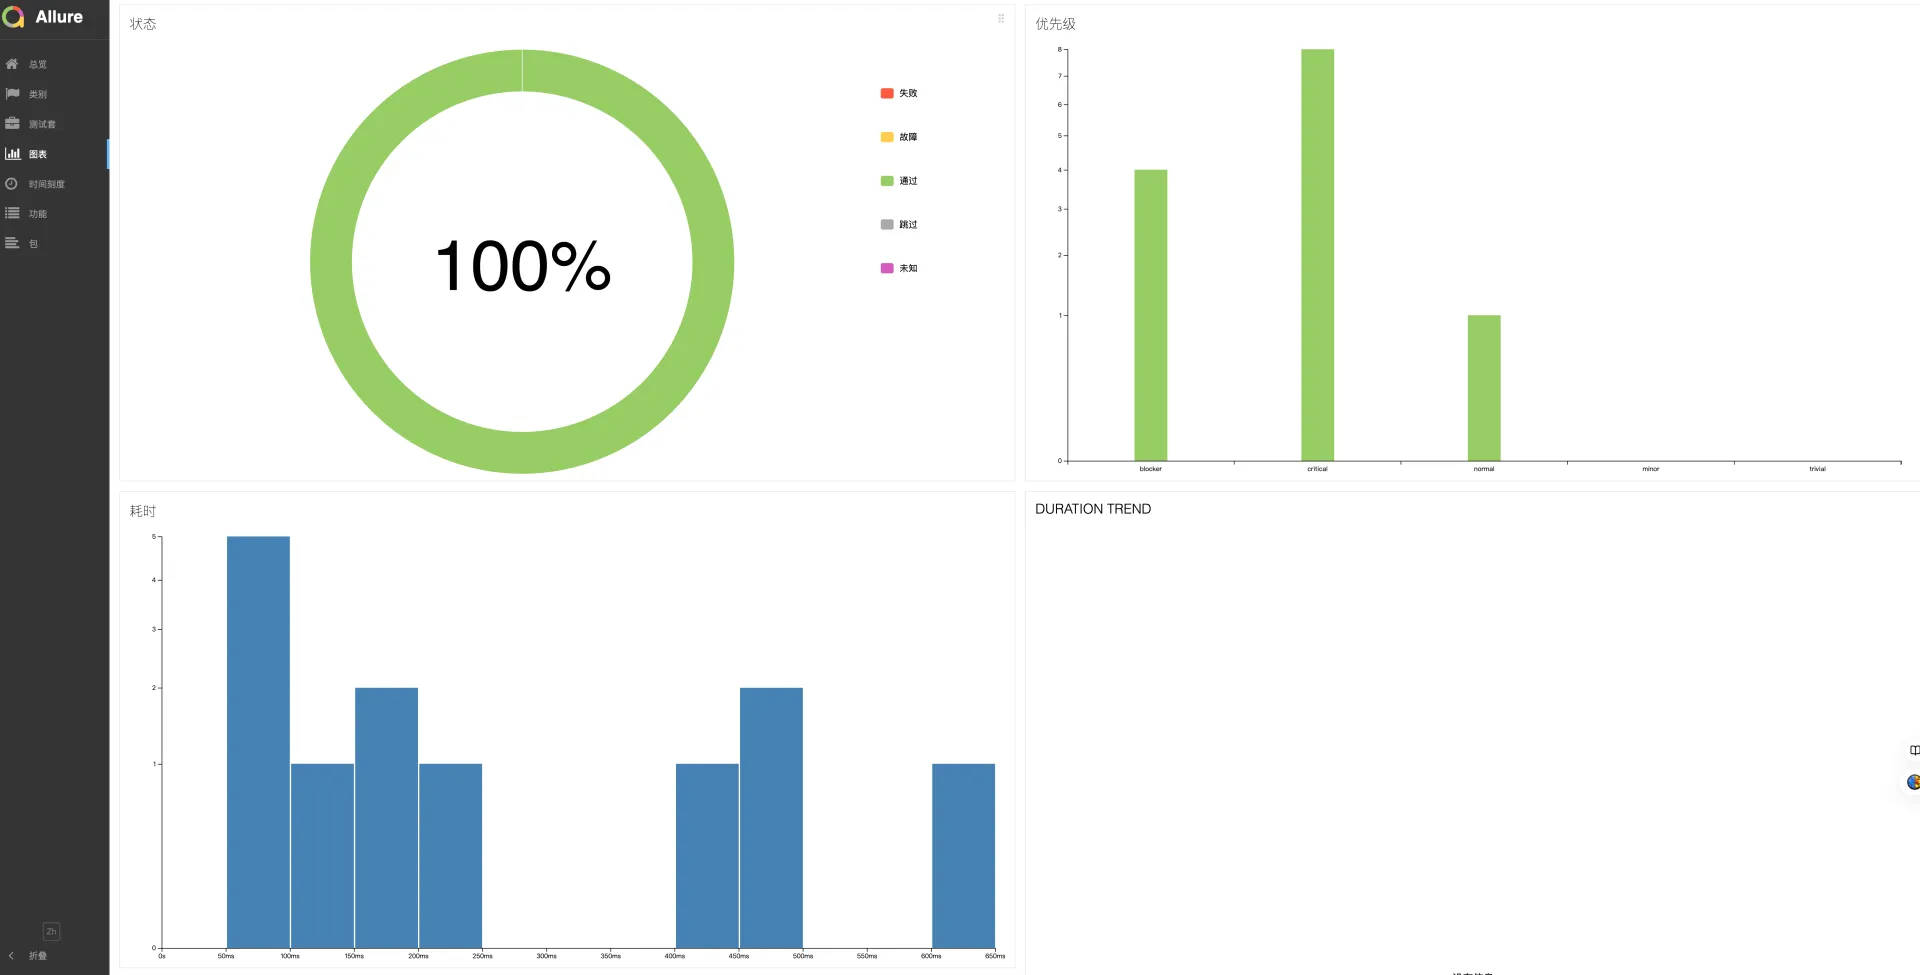 Allure
总览
类别
测试套
图表
时间刻度
功能
包
Zh
折叠
状态
100%
失败
故障
通过
跳过
未知
优先级
8
7
6
5
4
3
2
1
0
blocker
critical
normal
minor
trivial
耗时
5
4
3
2
1
0
0s
50ms
100ms
150ms
200ms
250ms
300ms
350ms
400ms
450ms
500ms
550ms
600ms
650ms
DURATION TREND